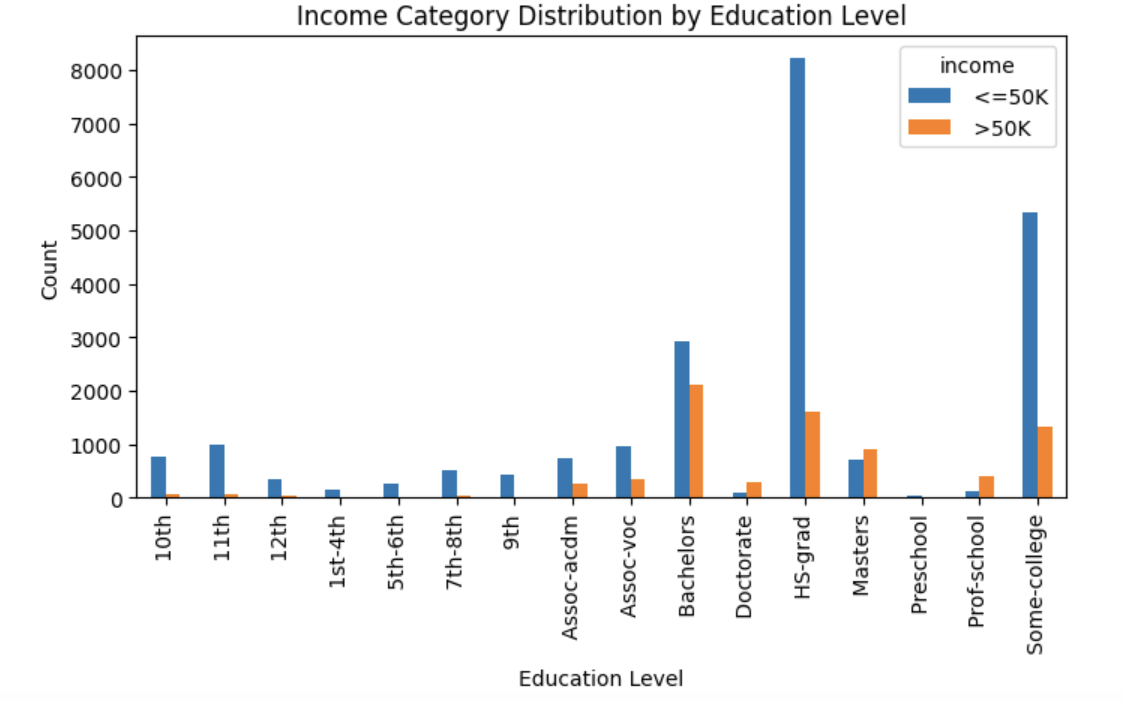 Income Category Distribution by Education Level
income
<=50K
>50K
8000
7000
6000
5000
4000
3000
2000
1000
0
Count
10th
11th
12th
1st-4th
5th-6th
7th-8th
9th
Assoc-acdm
Assoc-voc
Bachelors
Doctorate
HS-grad
Masters
Preschool
Prof-school
Some-college
Education Level